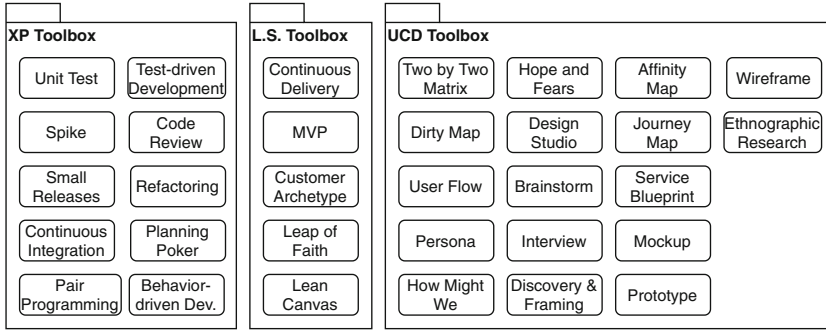 XP Toolbox
Unit Test
Test-driven
Development
Spike
Code
Review
Small
Releases
Refactoring
Continuous
Integration
Planning
Poker
Pair
Programming
Behavior-
driven Dev.
L.S. Toolbox
Continuous
Delivery
MVP
Customer
Archetype
Leap of
Faith
Lean
Canvas
UCD Toolbox
Two by Two
Matrix
Hope and
Fears
Affinity
Map
Wireframe
Dirty Map
Design
Studio
Journey
Map
Ethnographic
Research
User Flow
Brainstorm
Service
Blueprint
Persona
Interview
Mockup
How Might
We
Discovery &
Framing
Prototype